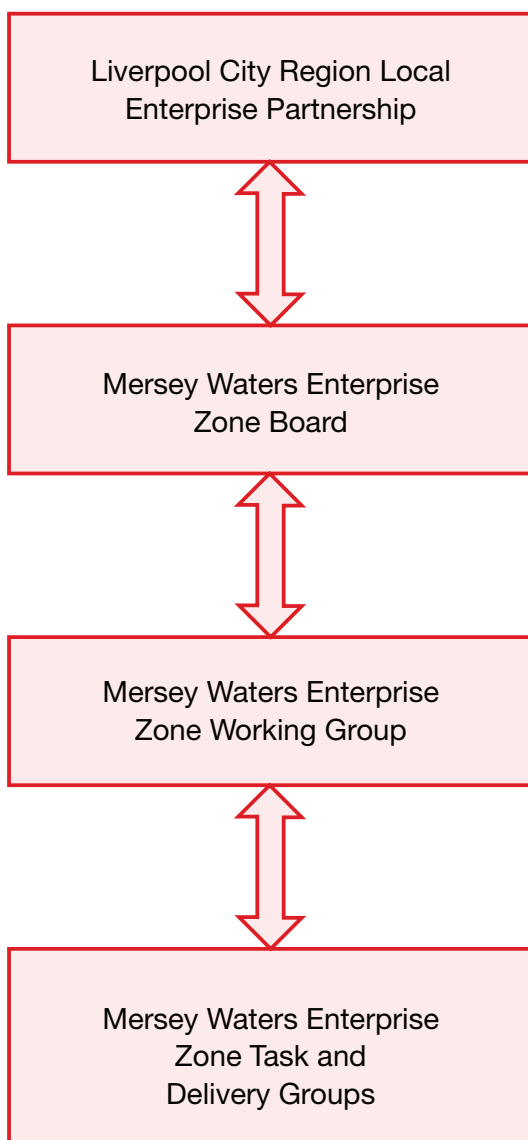 Liverpool City Region Local
Enterprise Partnership
Mersey Waters Enterprise
Zone Board
Mersey Waters Enterprise
Zone Working Group
Mersey Waters Enterprise
Zone Task and
Delivery Groups